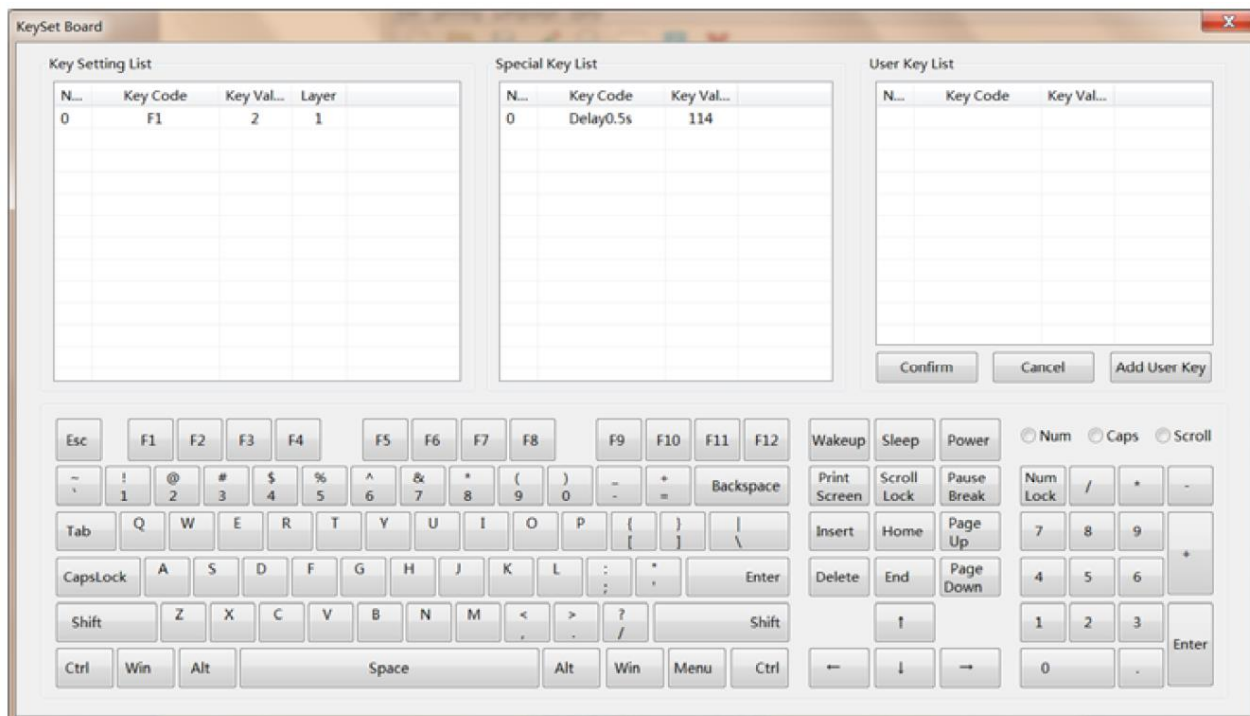 KeySet Board
Key Setting List
N... Key Code Key Val... Layer
0 F1 2 1
Special Key List
N... Key Code Key Val...
0 Delay0.5s 114
User Key List
N... Key Code Key Val...
Confirm Cancel Add User Key
Esc F1 F2 F3 F4 F5 F6 F7 F8 F9 F10 F11 F12 Wakeup Sleep Power Num Caps Scroll
~ ! @ # $ % ^ & * ( ) _ + Backspace Print Scroll Pause Num / * -
` 1 2 3 4 5 6 7 8 9 0 - = Screen Lock Break Lock
Tab Q W E R T Y U I O P { } | Insert Home Page 7 8 9 +
[ ] \ Up
CapsLock A S D F G H J K L : " Enter Delete End Page 4 5 6
; ' Down
Shift Z X C V B N M < > ? Shift ↑ 1 2 3 Enter
, . /
Ctrl Win Alt Space Alt Win Menu Ctrl ← ↓ → 0 .